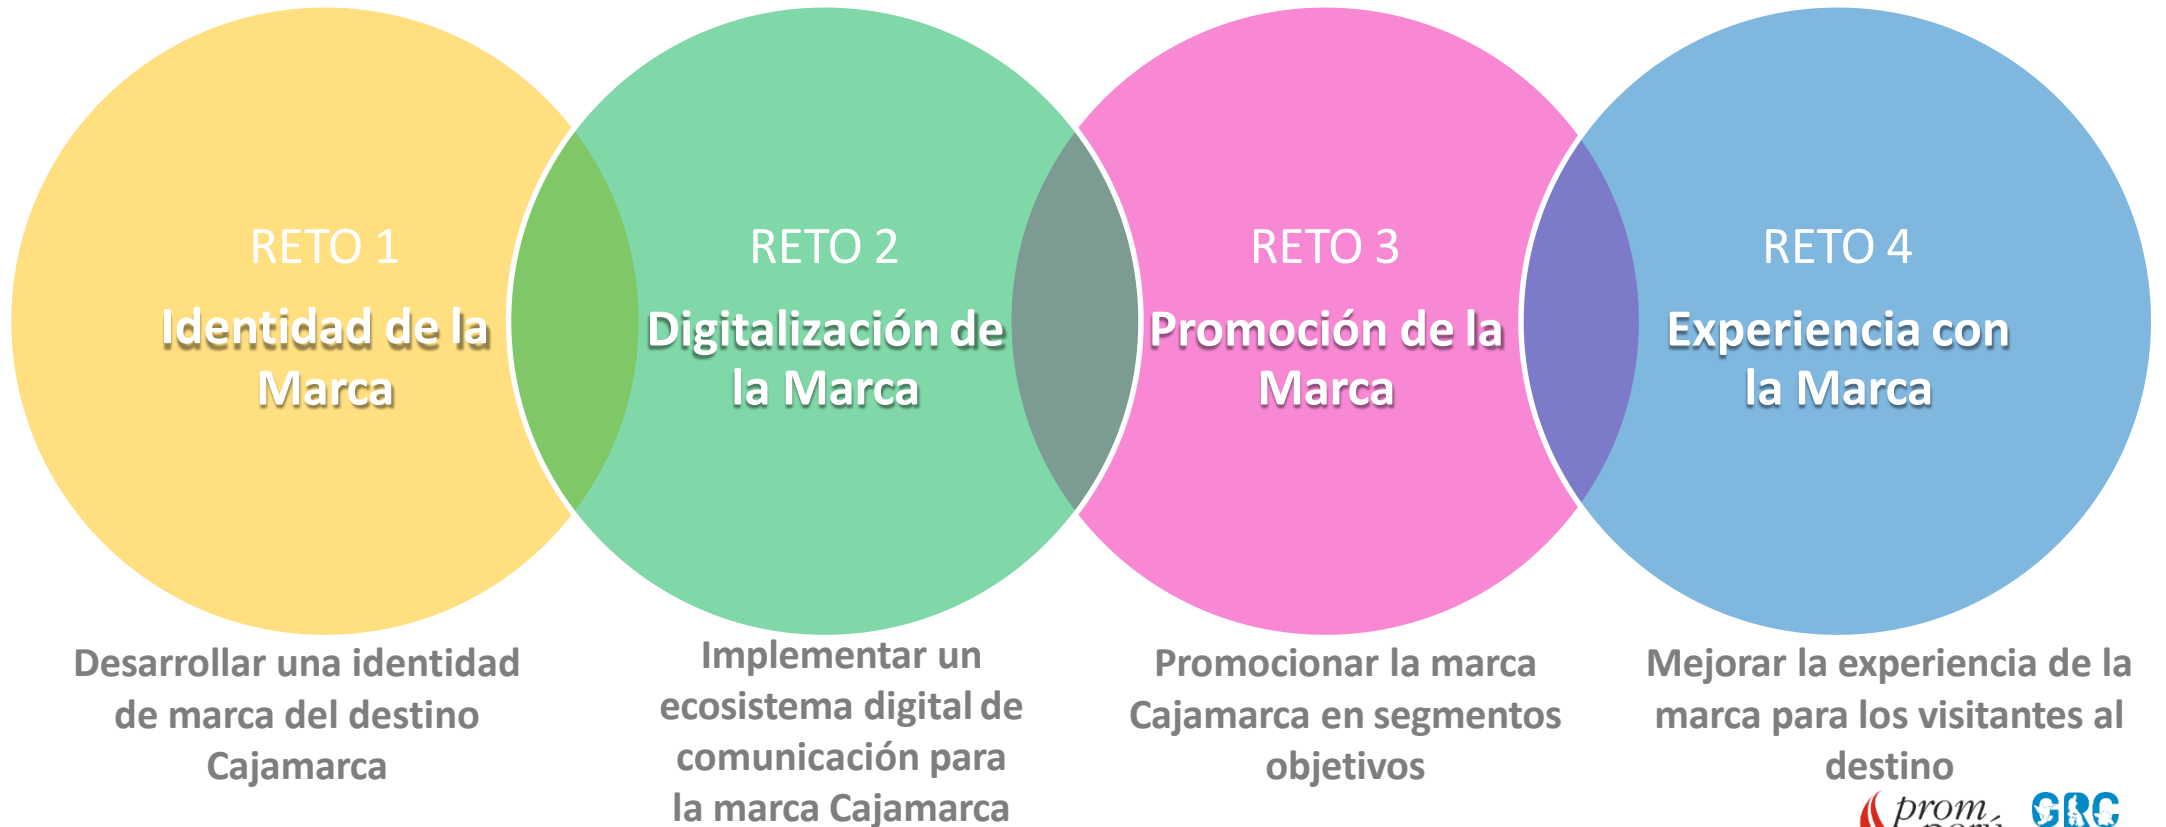 RETO 1
Identidad de la
Marca
RETO 2
Digitalización de
la Marca
RETO 3
Promoción de la
Marca
RETO 4
Experiencia con
la Marca
Desarrollar una identidad
de marca del destino
Cajamarca
Implementar un
ecosistema digital de
comunicación para
la marca Cajamarca
Promocionar la marca
Cajamarca en segmentos
objetivos
Mejorar la experiencia de la
marca para los visitantes al
destino
prom
perú
GRC